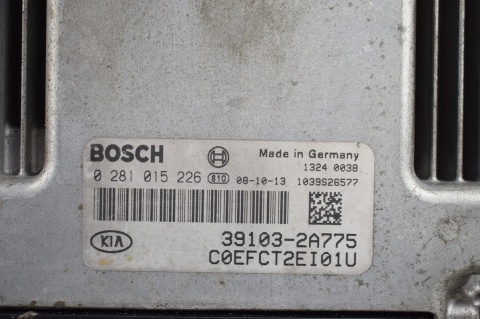 BOSCH Made in Germany
1324 0038
0 281 015 226 810 08-10-13 1039S26577
KIA 39103-2A775
C0EFCT2EI01U